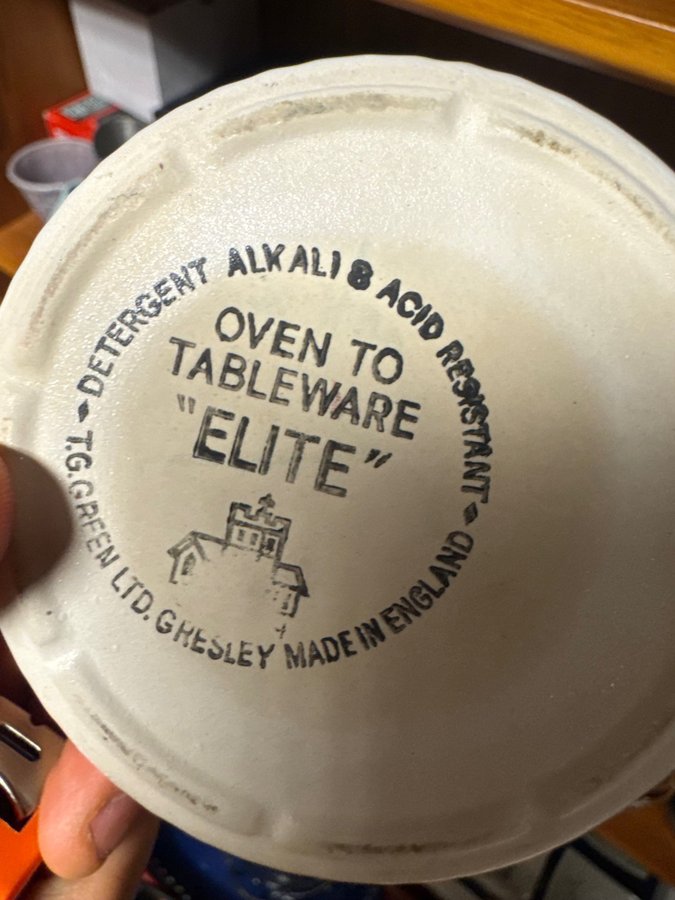 DETERGENT ALKALI & ACID RESISTANT
OVEN TO
TABLEWARE
"ELITE"
T.G.GREEN LTD. GRESLEY MADE IN ENGLAND